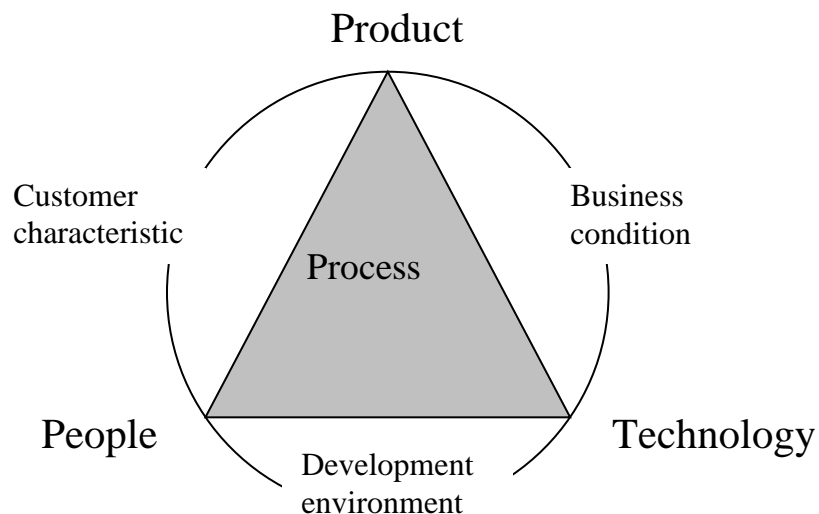 Product
Customer
characteristic
Business
condition
Process
People
Technology
Development
environment